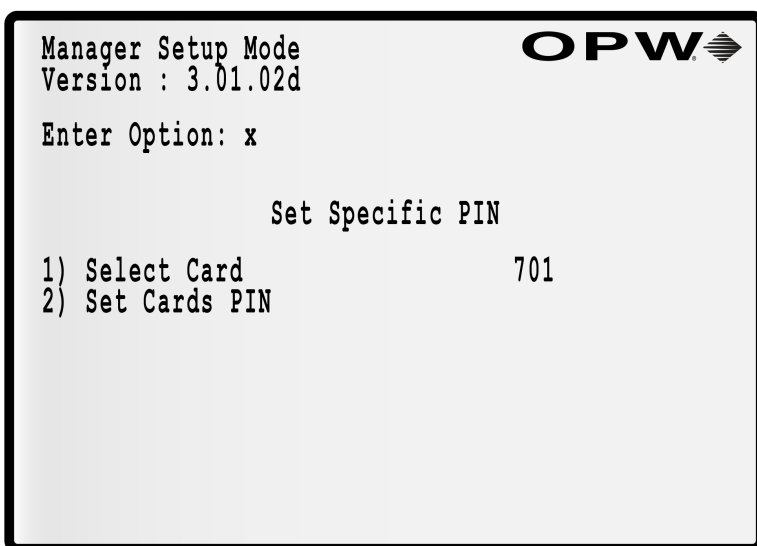 Manager Setup Mode
OPW
Version : 3.01.02d
Enter Option: x
Set Specific PIN
1) Select Card 701
2) Set Cards PIN